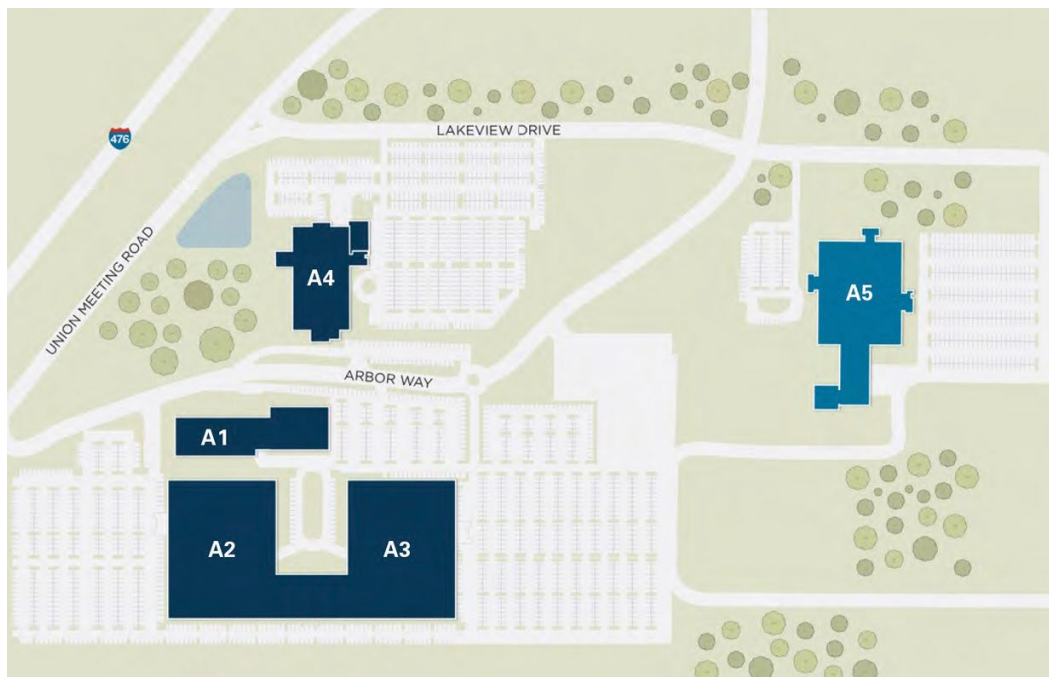 LAKEVIEW DRIVE
476
UNION MEETING ROAD
A4
A5
ARBOR WAY
A1
A2
A3